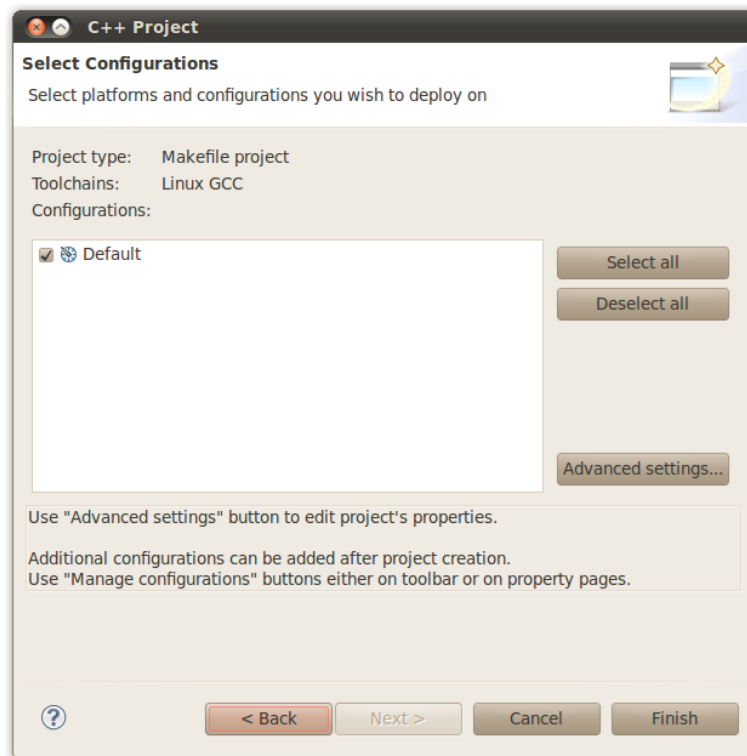 C++ Project
Select Configurations
Select platforms and configurations you wish to deploy on
Project type: Makefile project
Toolchains: Linux GCC
Configurations:
Default
Select all
Deselect all
Advanced settings...
Use "Advanced settings" button to edit project's properties.
Additional configurations can be added after project creation.
Use "Manage configurations" buttons either on toolbar or on property pages.
? < Back Next > Cancel Finish